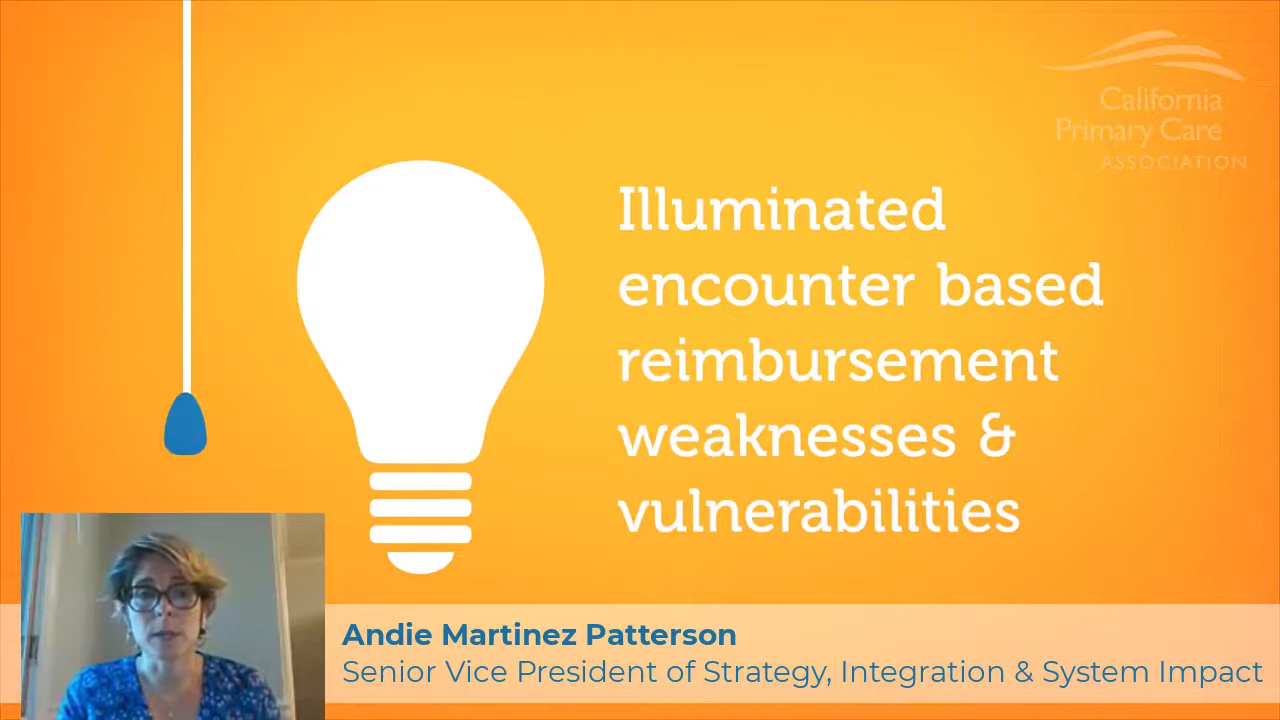 California
Primary Care
ASSOCIATION
Illuminated
encounter based
reimbursement
weaknesses &
vulnerabilities
Andie Martinez Patterson
Senior Vice President of Strategy, Integration & System Impact